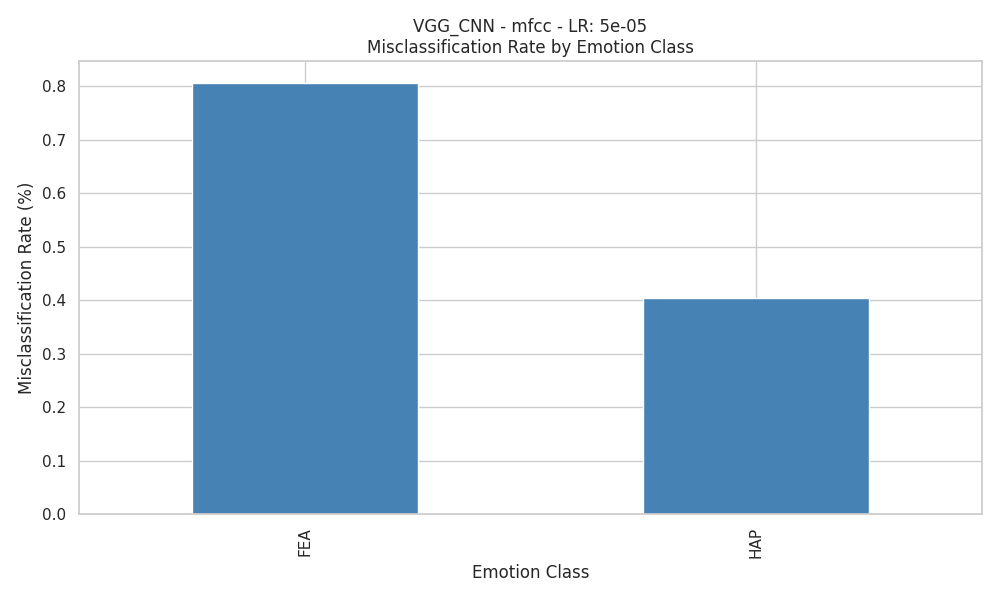 VGG_CNN - mfcc - LR: 5e-05
Misclassification Rate by Emotion Class
Misclassification Rate (%)
0.8
0.7
0.6
0.5
0.4
0.3
0.2
0.1
0.0
FEA
HAP
Emotion Class